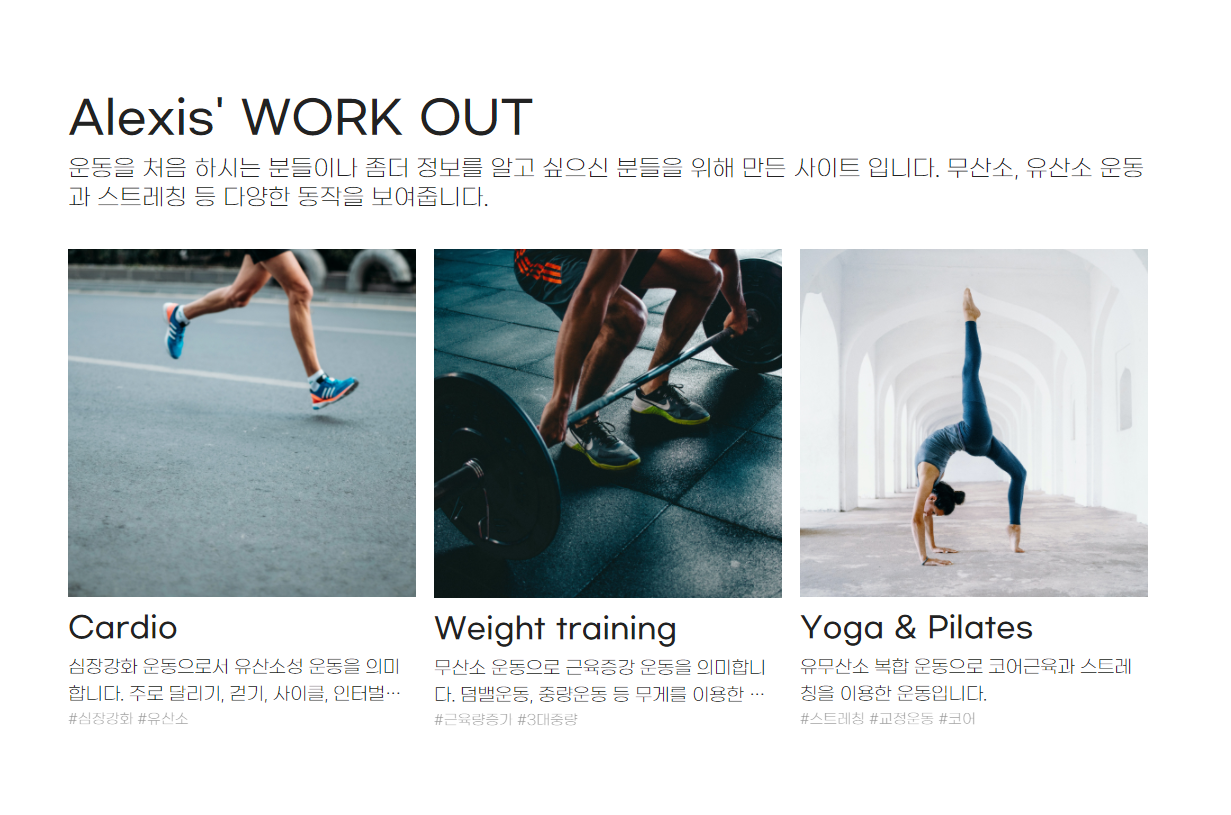 Alexis' WORK OUT
운동을 처음 하시는 분들이나 좀더 정보를 알고 싶으신 분들을 위해 만든 사이트 입니다. 무산소, 유산소 운동
과 스트레칭 등 다양한 동작을 보여줍니다.
Cardio
심장강화 운동으로서 유산소성 운동을 의미
합니다. 주로 달리기, 걷기, 사이클, 인터벌…
#심장강화 #유산소
Weight training
무산소 운동으로 근육증강 운동을 의미합니
다. 덤밸운동, 중량운동 등 무게를 이용한 …
#근육량증가 #3대중량
Yoga & Pilates
유무산소 복합 운동으로 코어근육과 스트레
칭을 이용한 운동입니다.
#스트레칭 #교정운동 #코어